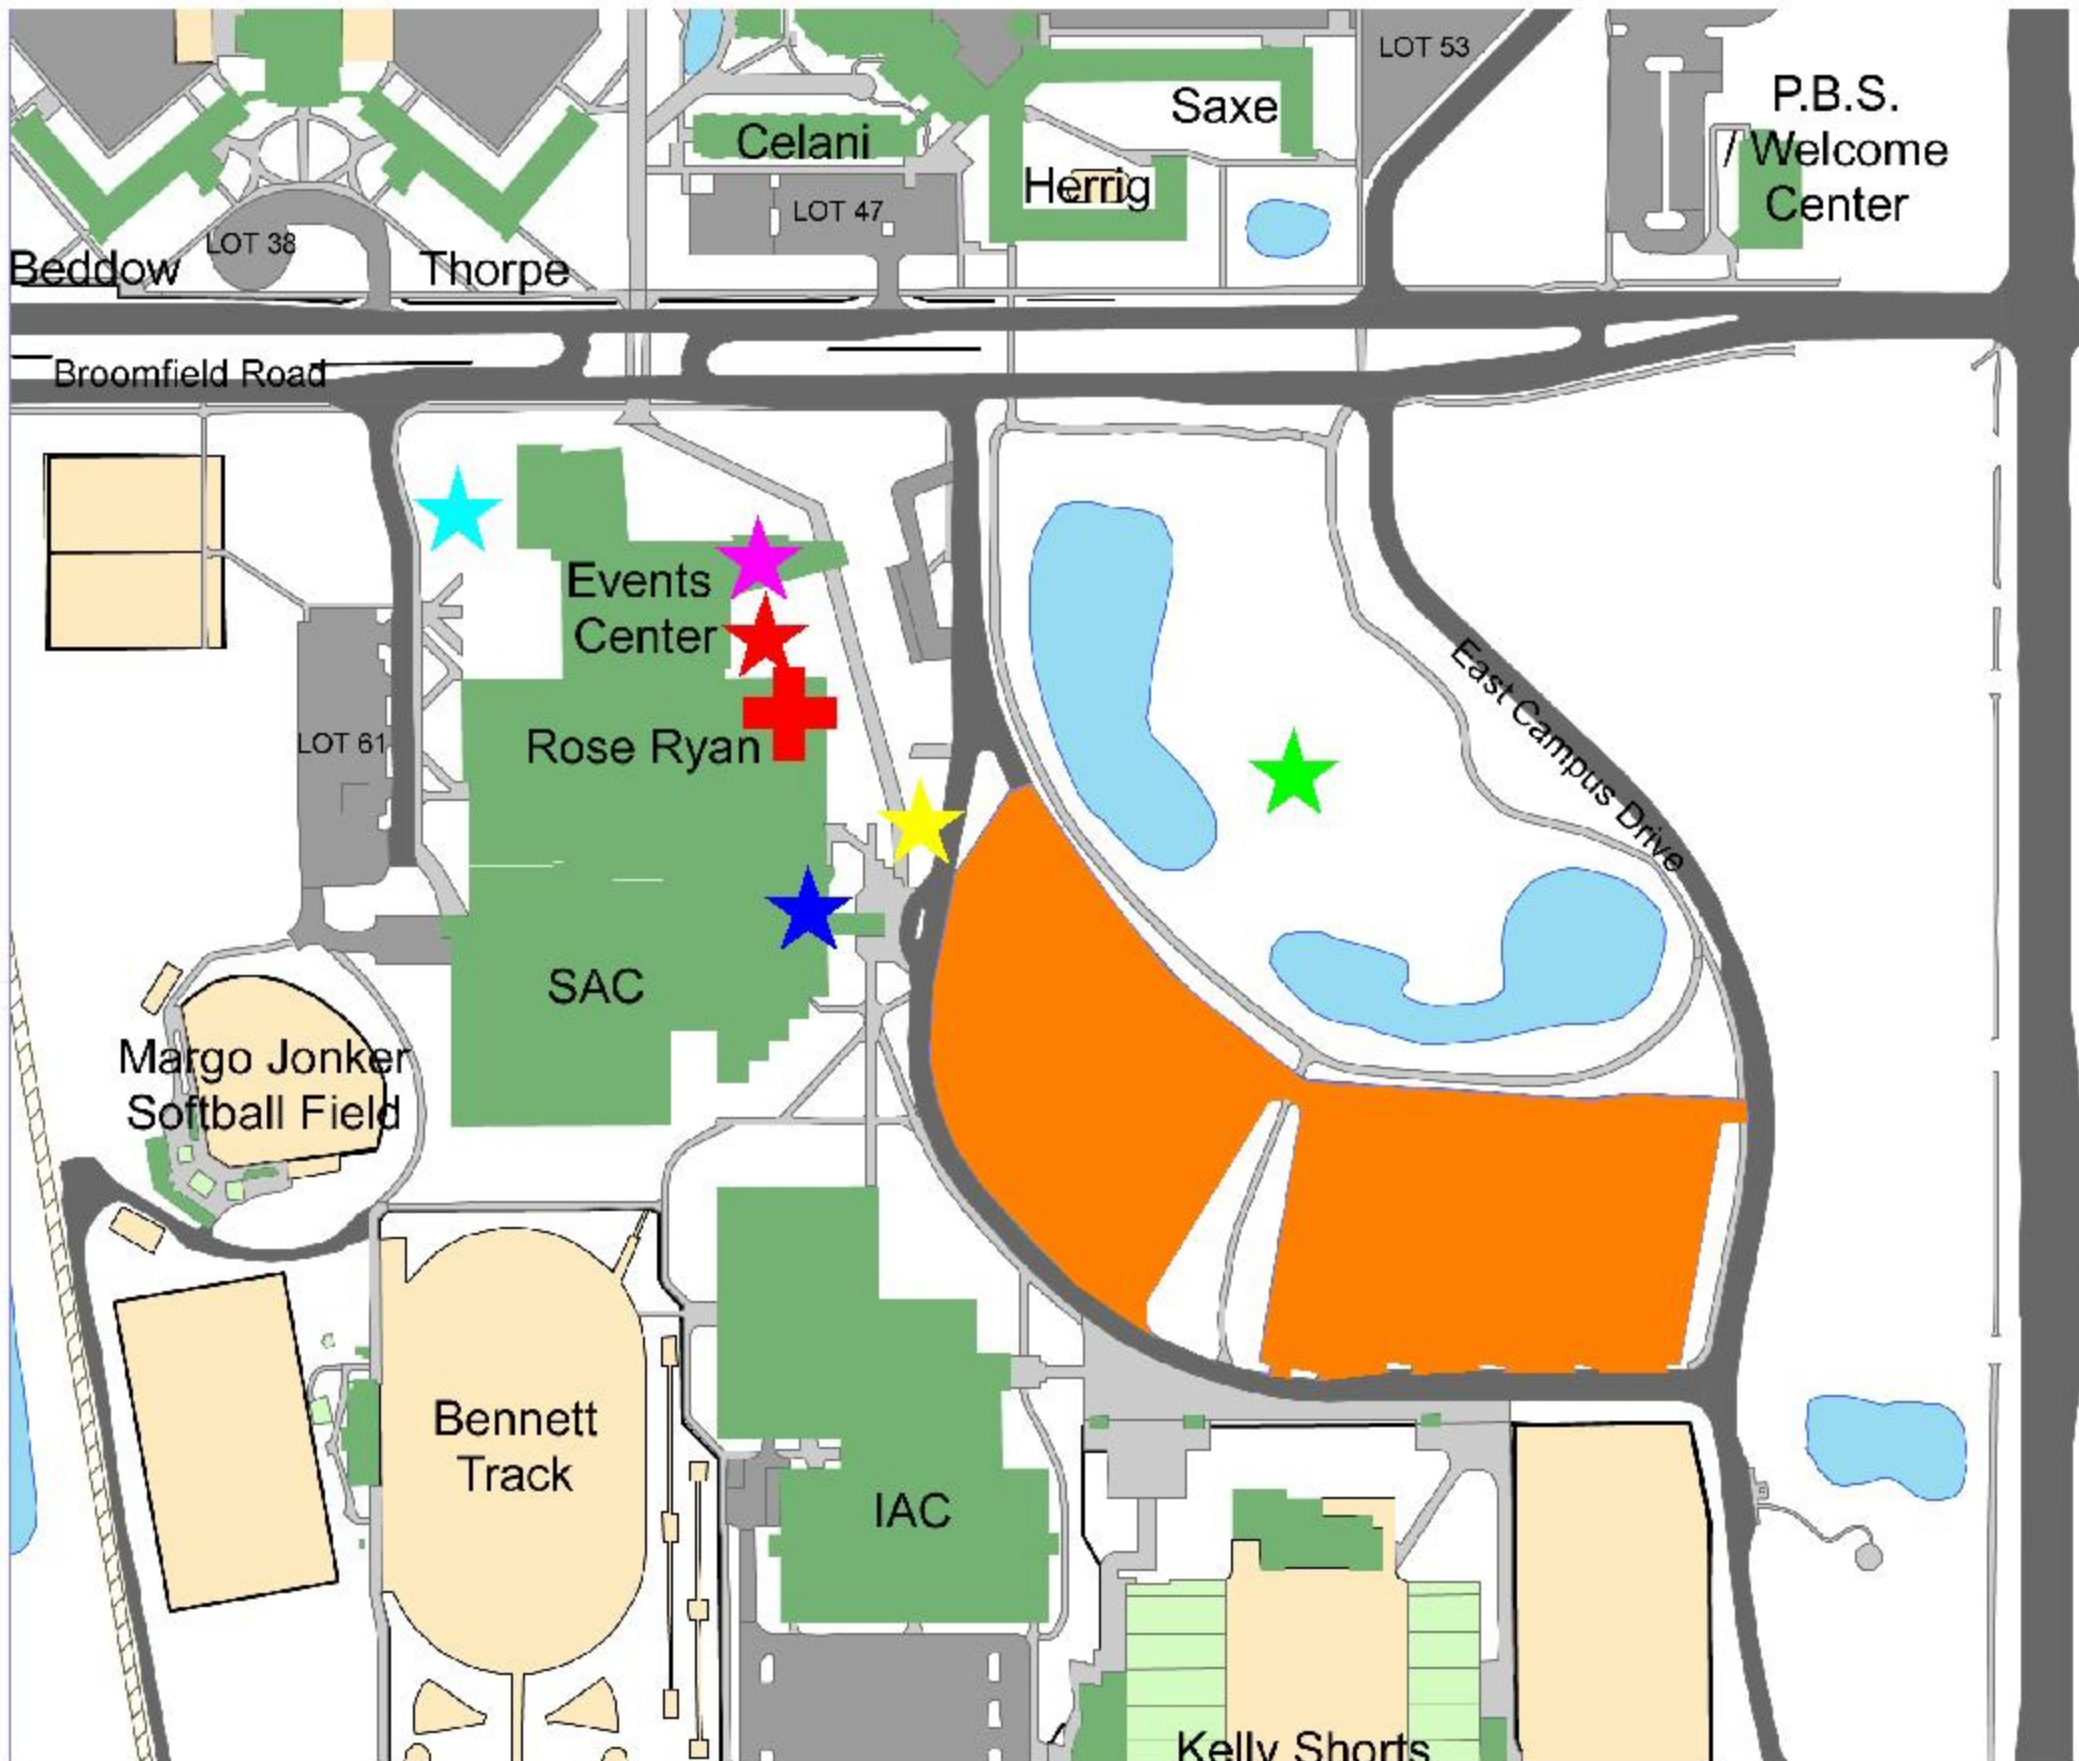 LOT 53
P.B.S.
/ Welcome
Center
Saxe
Celani
Herrig
LOT 47
LOT 38
Beddow
Thorpe
Broomfield Road
Events
Center
East Campus Drive
LOT 61
Rose Ryan
SAC
Margo Jonker
Softball Field
Bennett
Track
IAC
Kelly Shorts